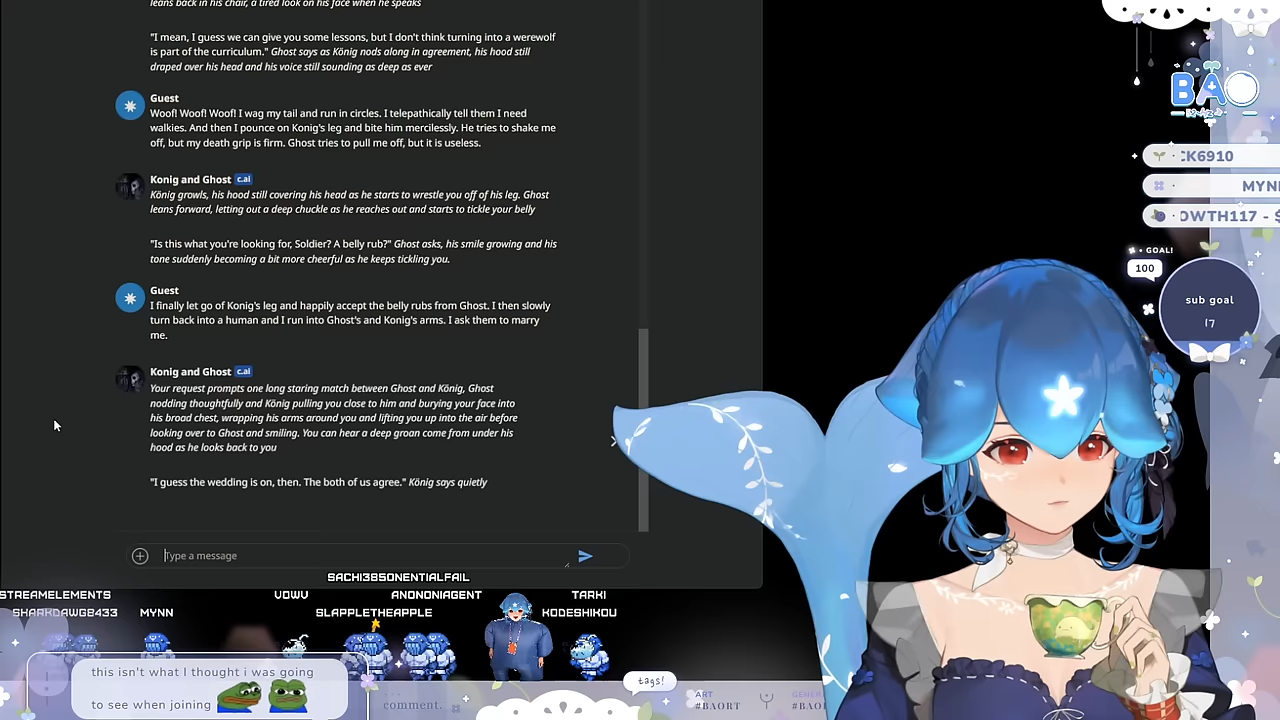 leans back in his chair, a tired look on his face when he speaks
"I mean, I guess we can give you some lessons, but I don't think turning into a werewolf
is part of the curriculum." Ghost says as König nods along in agreement, his hood still
draped over his head and his voice still sounding as deep as ever
Guest
Woof! Woof! Woof! I wag my tail and run in circles. I telepathically tell them I need
walkies. And then I pounce on Konig's leg and bite him mercilessly. He tries to shake me
off, but my death grip is firm. Ghost tries to pull me off, but it is useless.
Konig and Ghost c.ai
König growls, his hood still covering his head as he starts to wrestle you off of his leg. Ghost
leans forward, letting out a deep chuckle as he reaches out and starts to tickle your belly
"Is this what you're looking for, Soldier? A belly rub?" Ghost asks, his smile growing and his
tone suddenly becoming a bit more cheerful as he keeps tickling you.
Guest
I finally let go of Konig's leg and happily accept the belly rubs from Ghost. I then slowly
turn back into a human and I run into Ghost's and Konig's arms. I ask them to marry
me.
Konig and Ghost c.ai
Your request prompts one long staring match between Ghost and König, Ghost
nodding thoughtfully and König pulling you close to him and burying your face into
his broad chest, wrapping his arms around you and lifting you up into the air before
looking over to Ghost and smiling. You can hear a deep groan come from under his
hood as he looks back to you
"I guess the wedding is on, then. The both of us agree." König says quietly
Type a message
BAO
CK6910
MYN
OWTH117 - $
GOAL!
100
sub goal
17
SACHI3850NENTIALFAIL
STREAMELEMENTS
VOWV
ANONONIAGENT
TARKI
SHARKDAWGB433
MYNN
SLAPPLETHEAPPLE
KODESHIKOU
this isn't what I thought i was going
to see when joining
comment.
tags!
ART
#BAORT
GENER
#BAO